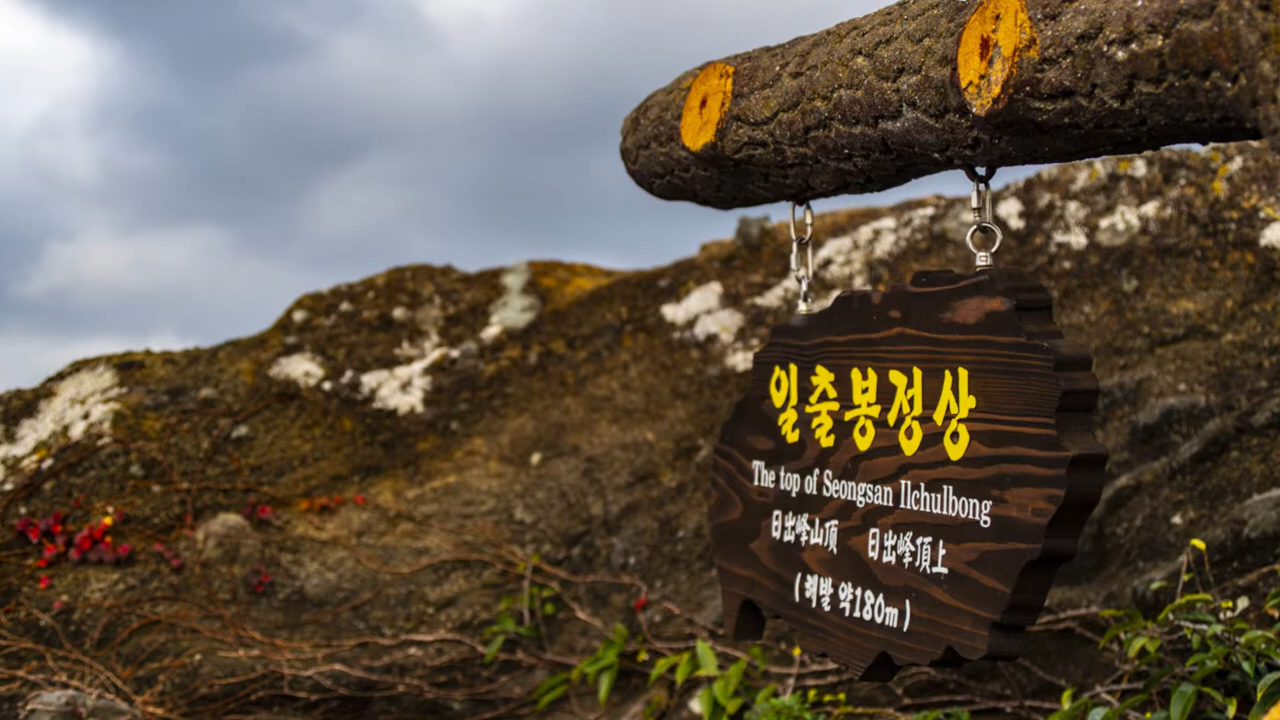 일출봉정상
The top of Seongsan Ilchulbong
日出峰山顶 日出峰頂上
(해발 약180m)